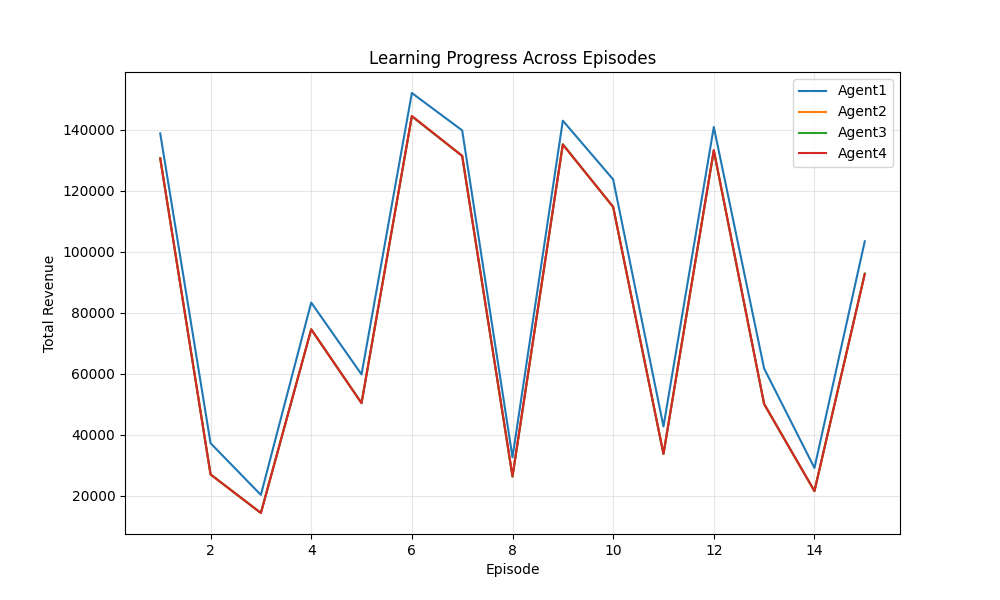 Learning Progress Across Episodes
Agent1
Agent2
Agent3
Agent4
Total Revenue
140000
120000
100000
80000
60000
40000
20000
2 4 6 8 10 12 14
Episode